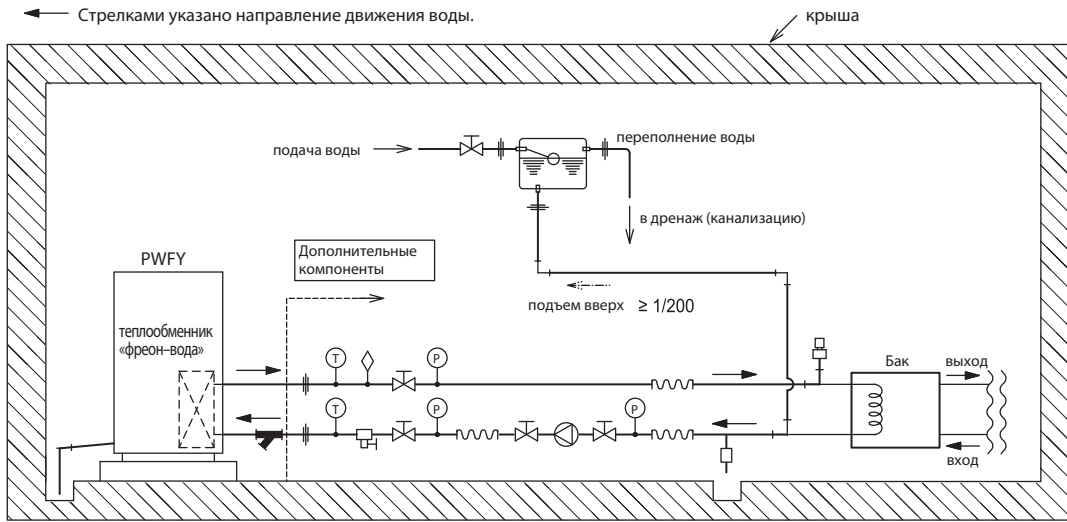 Стрелками указано направление движения воды.
крыша
подача воды
переполнение воды
в дренаж (канализацию)
PWFY
Дополнительные
компоненты
подъем вверх ≥ 1/200
теплообменник
«фреон–вода»
T
P
Бак
выход
T
P
P
вход